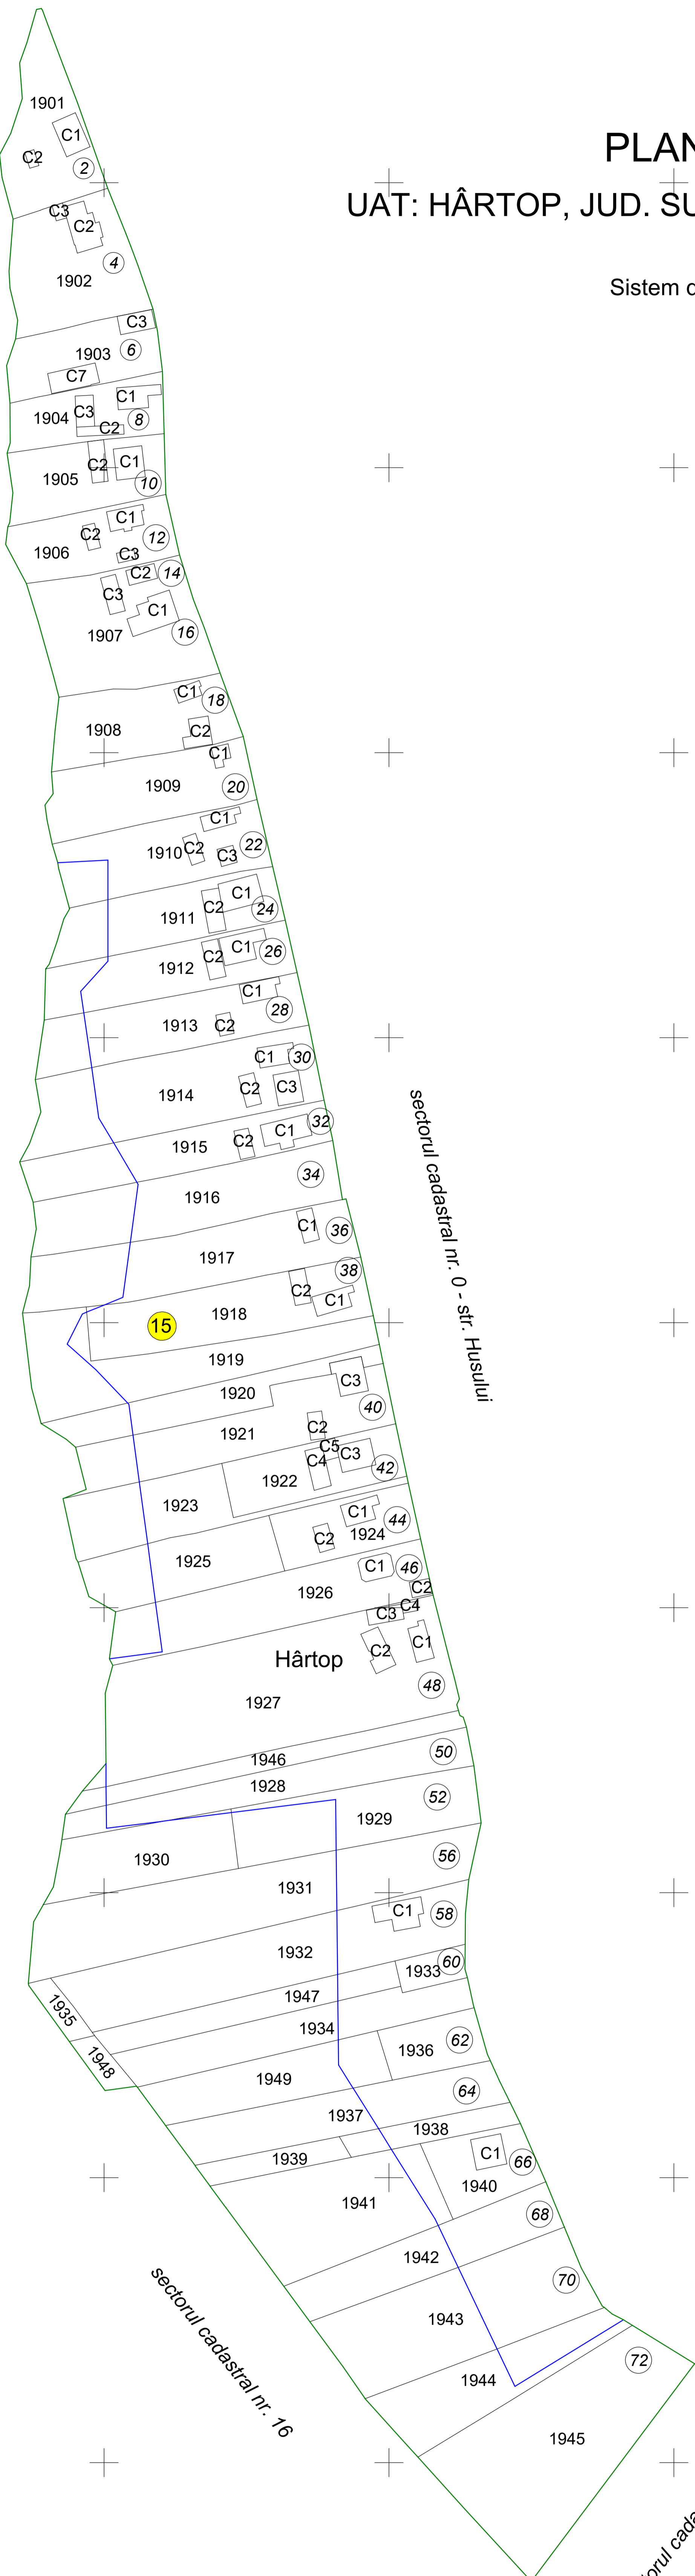 PLAN
UAT: HÂRTOP, JUD. SU
Sistem d
1901
C1
C2
2
C3
C2
4
1902
C3
6
1903
C7
C1
1904
C3
8
C2
C2
C1
1905
10
C1
C2
12
1906
C3
C2
14
C3
C1
16
1907
C1
18
C2
1908
C1
1909
20
C1
22
1910
C2
C3
C1
C2
24
1911
C1
26
C2
1912
C1
28
1913
C2
C1
30
1914
C2
C3
32
C1
1915
C2
34
1916
C1
36
1917
38
C2
C1
1918
15
1919
C3
1920
40
C2
1921
C5
C3
C4
42
1922
1923
C1
44
1924
C2
1925
C1
46
C2
1926
C4
C3
C1
C2
Hârtop
48
1927
50
1946
1928
52
1929
56
1930
1931
C1
58
1932
60
1933
1947
1935
1934
62
1936
1948
1949
64
1937
1938
C1
66
1939
1940
1941
68
1942
70
1943
72
1944
1945
sectorul cadastral nr. 0 - str. Husului
sectorul cadastral nr. 16
orul cada